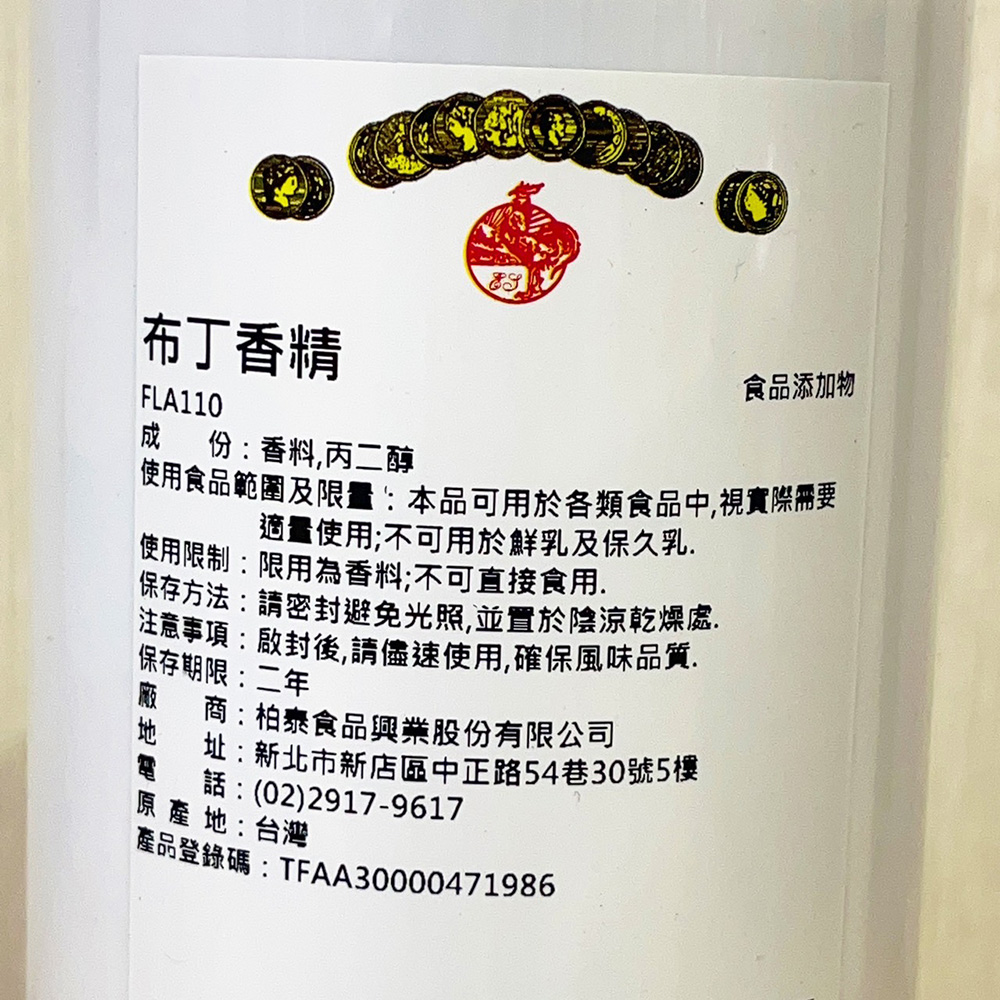 布丁香精
食品添加物
FLA110
成 份：香料,丙二醇
使用食品範圍及限量：本品可用於各類食品中,視實際需要
適量使用;不可用於鮮乳及保久乳.
使用限制：限用為香料;不可直接食用.
保存方法：請密封避免光照,並置於陰涼乾燥處.
注意事項：啟封後,請儘速使用,確保風味品質.
保存期限：二年
廠 商：柏泰食品興業股份有限公司
地 址：新北市新店區中正路54巷30號5樓
電 話：(02)2917-9617
原 產 地：台灣
產品登錄碼：TFAA30000471986